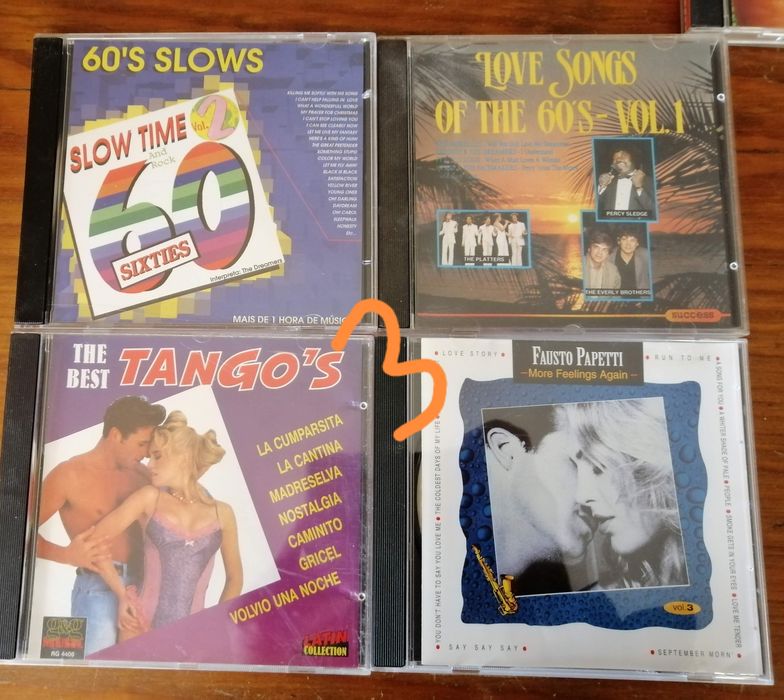 60'S SLOWS
SLOW TIME
Vol. 2
And
Rock
60
SIXTIES
Interpreta: The Dreamers
KILLING ME SOFTLY WITH HIS SONG
I CAN'T HELP FALLING IN LOVE
WHAT A WONDERFUL WORLD
MY PRAYER FOR CHRISTMAS
I CAN'T STOP LOVING YOU
I CAN SEE CLEARLY NOW
LET ME LIVE MY FANTASY
HERE'S A KIND OF HUSH
THE GREAT PRETENDER
SOMETHING STUPID
COLOR MY WORLD
LET ME FLY AWAY
BLACK IS BLACK
SATISFACTION
YELLOW RIVER
YOUNG ONES
OH! DARLING
DAYDREAM
OH! CAROL
SLEEPWALK
HONESTY
Etc...
MAIS DE 1 HORA DE MÚSIC
LOVE SONGS
OF THE 60'S - VOL. 1
PERCY SLEDGE
THE PLATTERS
THE EVERLY BROTHERS
success
3
THE
BEST
TANGO'S
LA CUMPARSITA
LA CANTINA
MADRESELVA
NOSTALGIA
CAMINITO
GRICEL
VOLVIO UNA NOCHE
RG 4406
LATIN
COLLECTION
LOVE STORY
FAUSTO PAPETTI
- More Feelings Again -
RUN TO ME
A SONG FOR YOU • A WHITER SHADE OF PALE • PEOPLE • SMOKE GETS IN YOUR EYES • LOVE ME TENDER
YOU DON'T HAVE TO SAY YOU LOVE ME • THE COLDEST DAYS OF MY LIFE
vol.3
SAY SAY SAY
SEPTEMBER MORN'